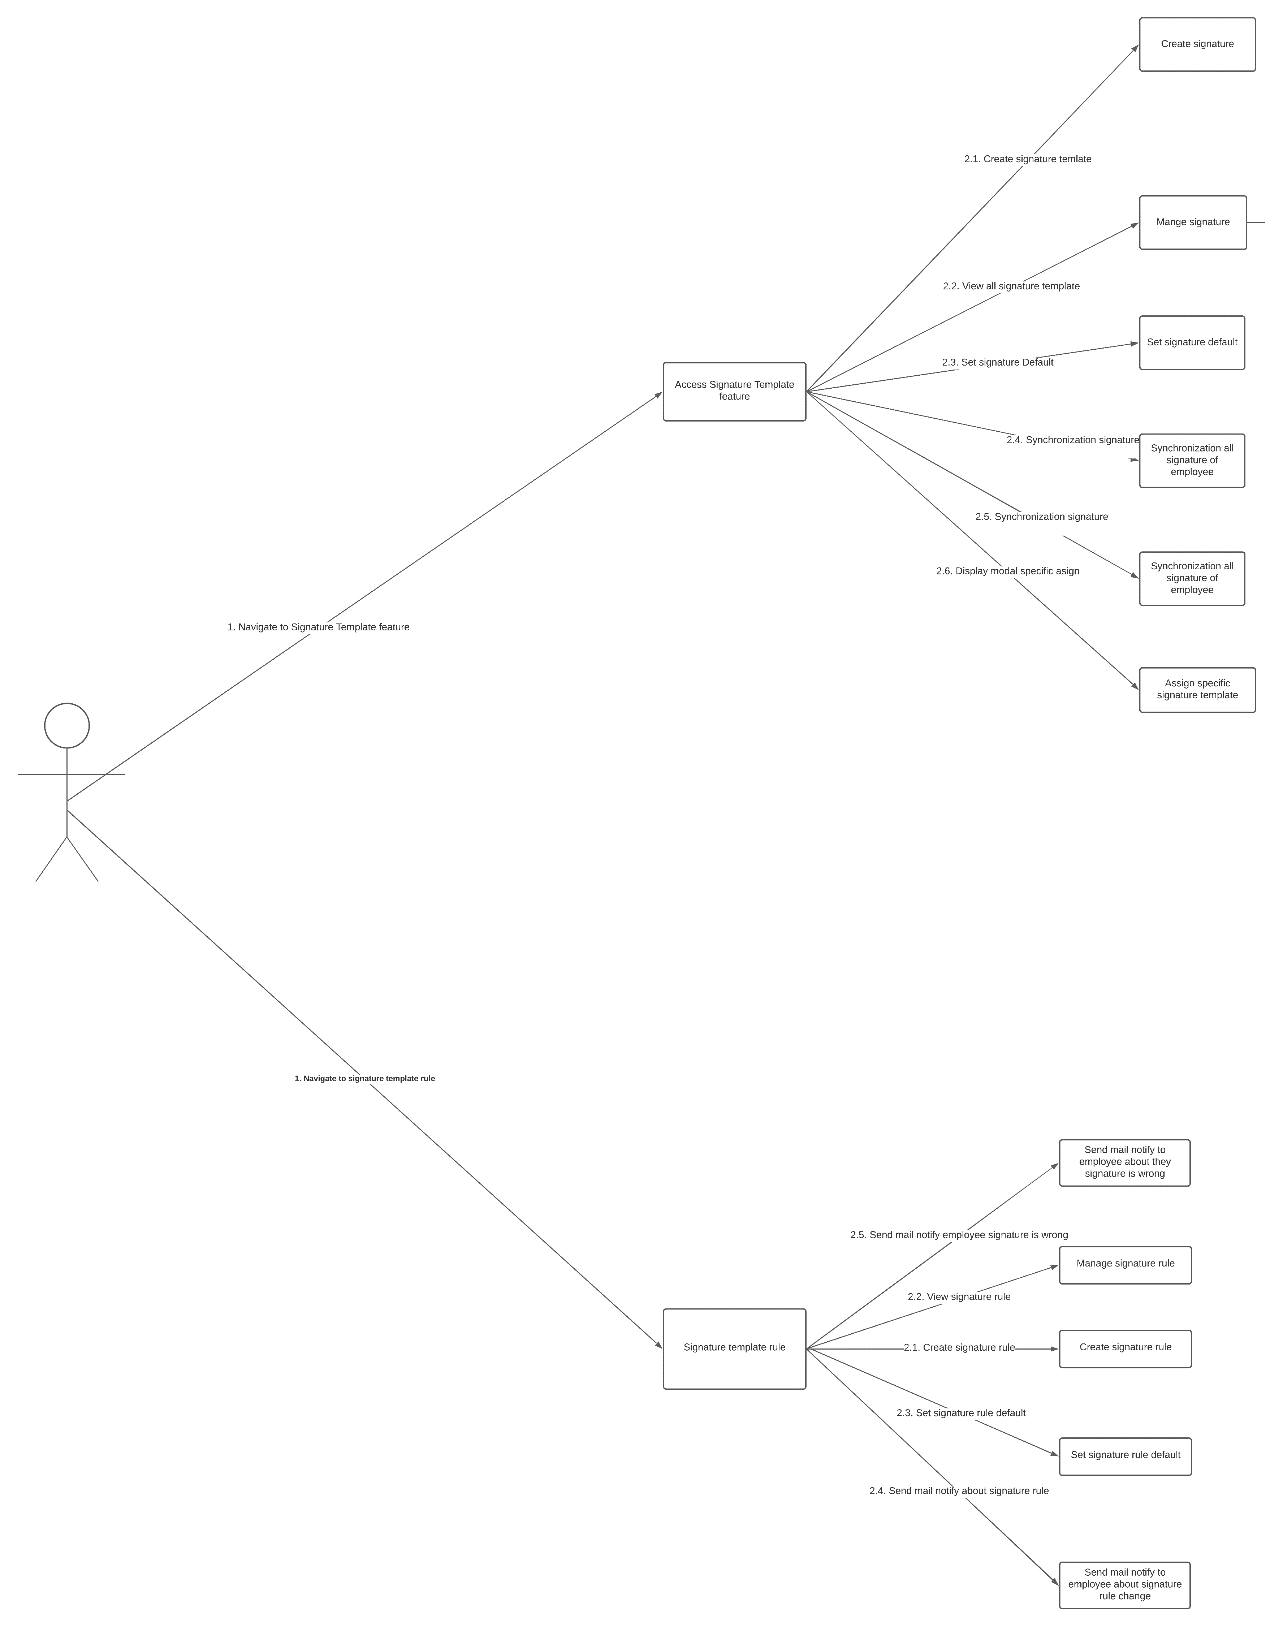 Create signature
2.1. Create signature temlate
Mange signature
2.2. View all signature template
Set signature default
2.3. Set signature Default
Access Signature Template
feature
2.4. Synchronization signature
Synchronization all
signature of
employee
2.5. Synchronization signature
2.6. Display modal specific asign
Synchronization all
signature of
employee
1. Navigate to Signature Template feature
Assign specific
signature template
1. Navigate to signature template rule
Send mail notify to
employee about they
signature is wrong
2.5. Send mail notify employee signature is wrong
Manage signature rule
2.2. View signature rule
Signature template rule
2.1. Create signature rule
Create signature rule
2.3. Set signature rule default
Set signature rule default
2.4. Send mail notify about signature rule
Send mail notify to
employee about signature
rule change